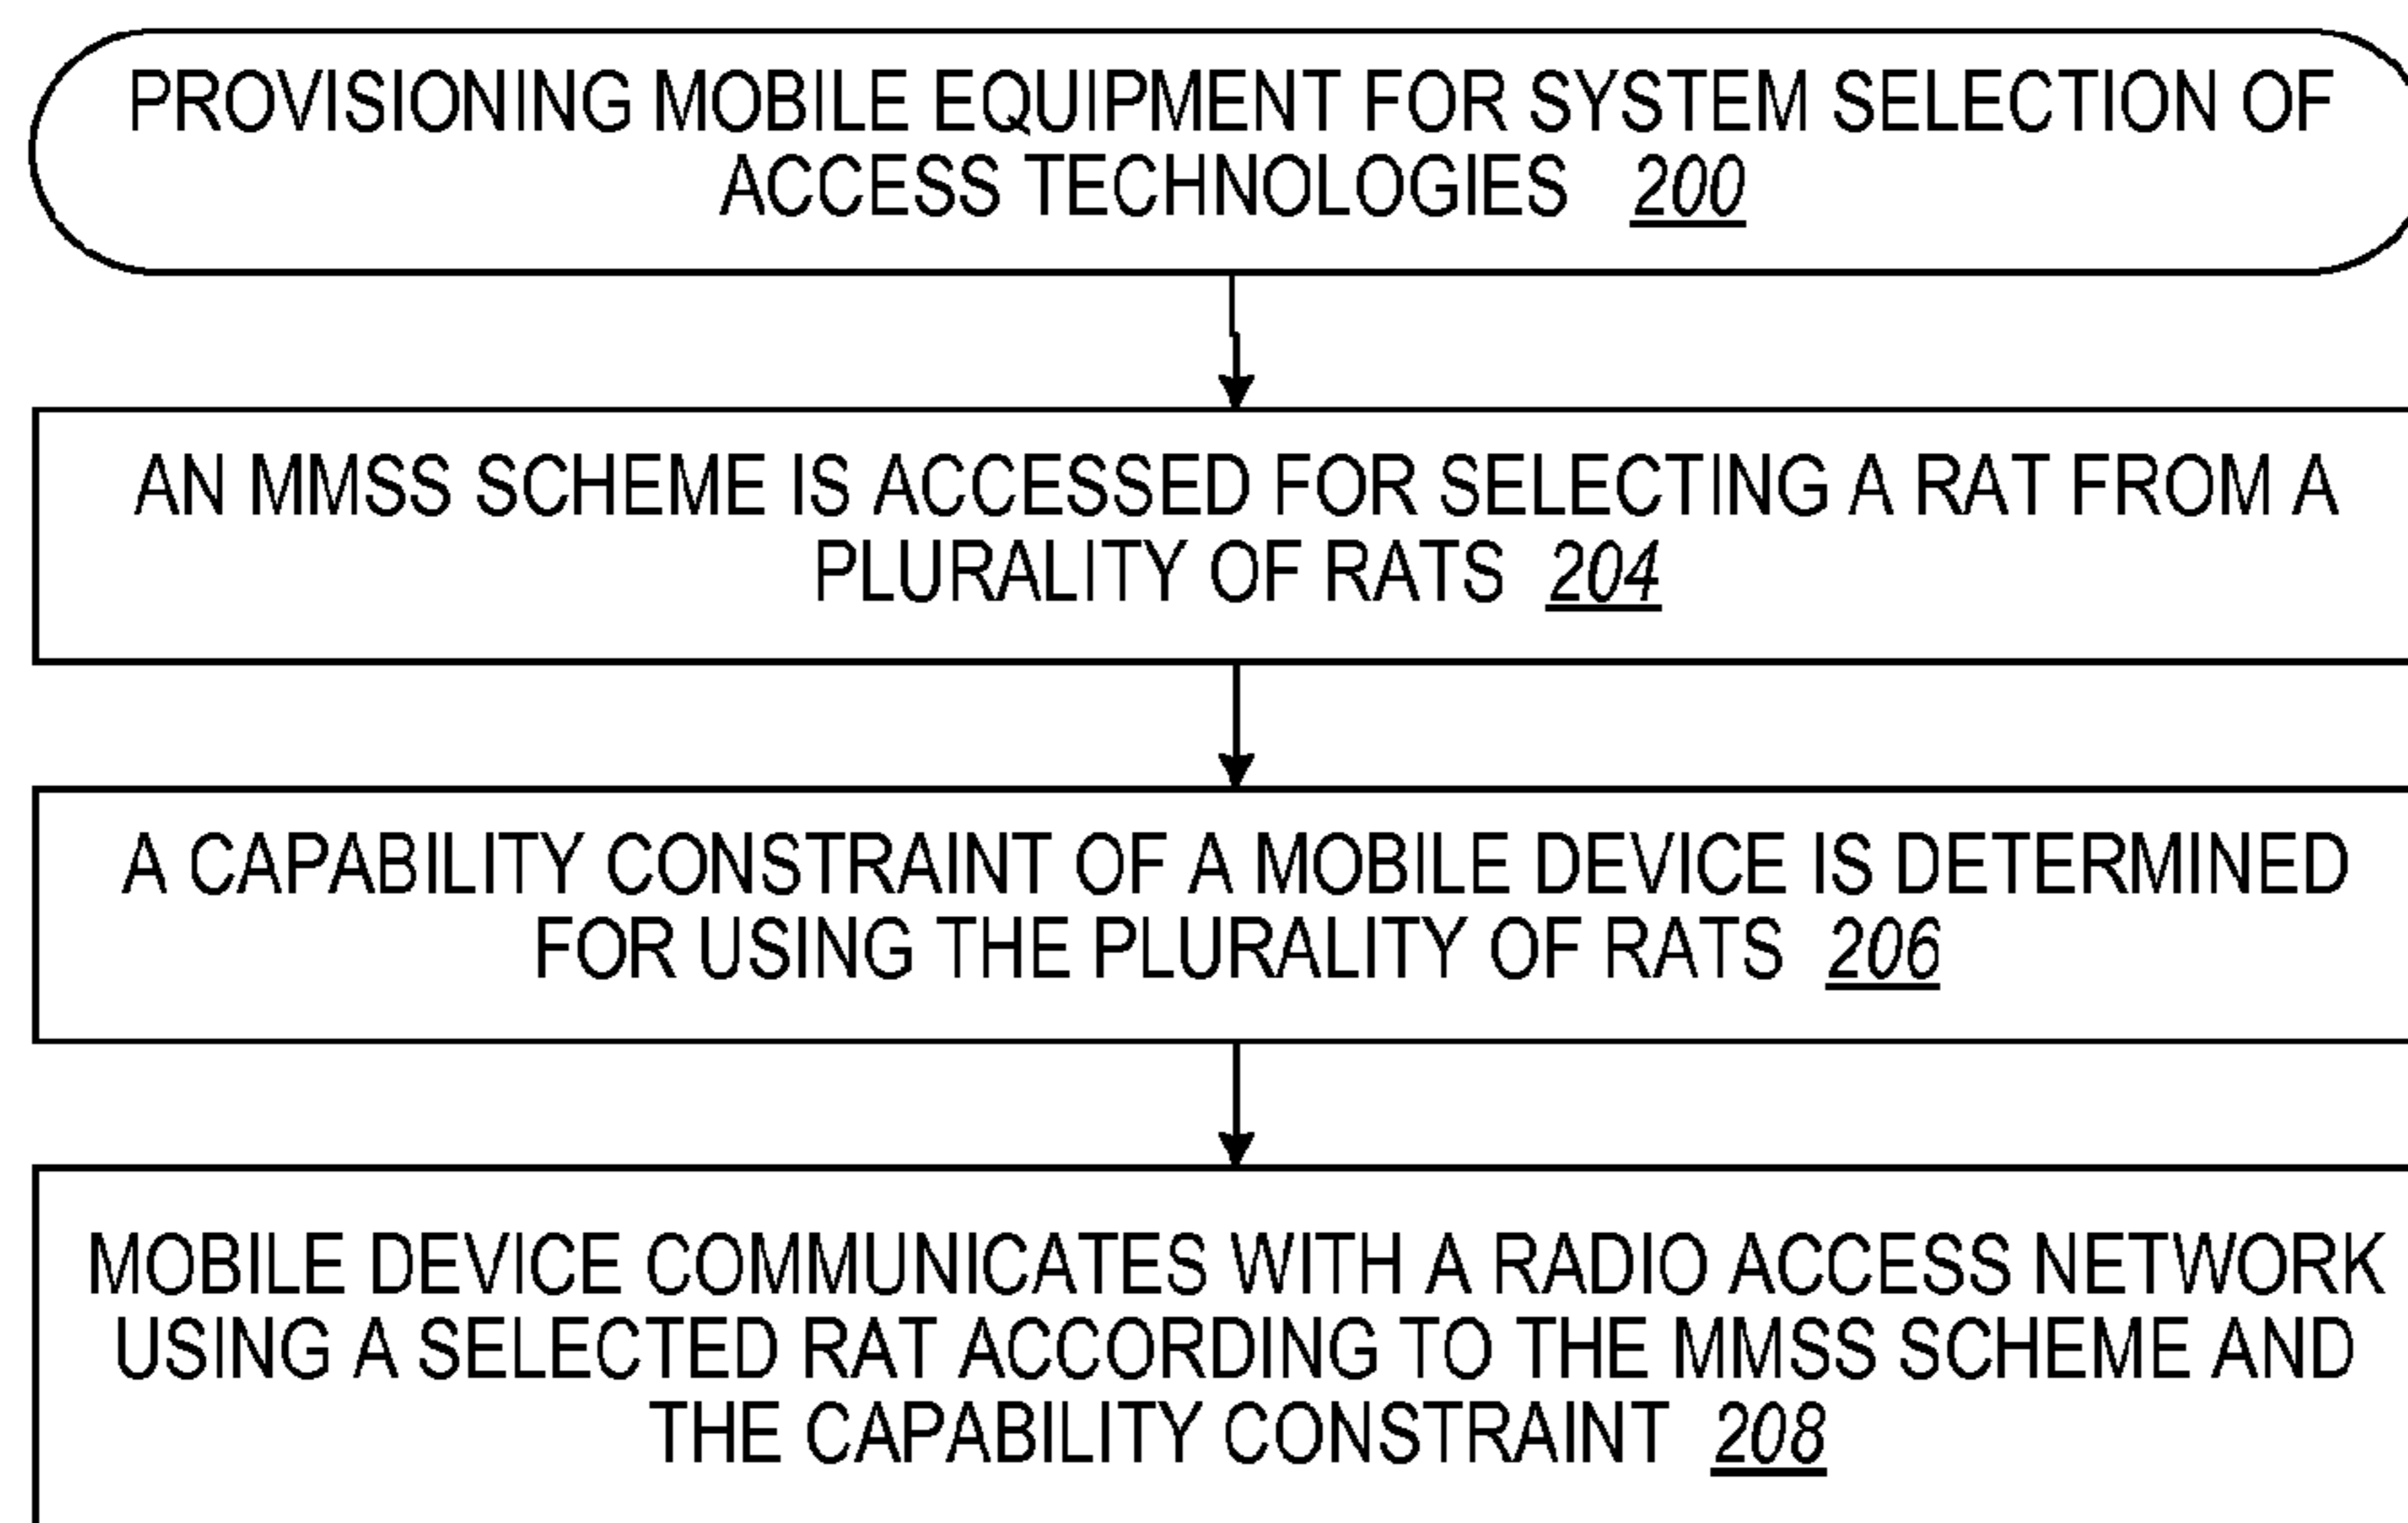 PROVISIONING MOBILE EQUIPMENT FOR SYSTEM SELECTION OF
ACCESS TECHNOLOGIES 200
AN MMSS SCHEME IS ACCESSED FOR SELECTING A RAT FROM A
PLURALITY OF RATS 204
A CAPABILITY CONSTRAINT OF A MOBILE DEVICE IS DETERMINED
FOR USING THE PLURALITY OF RATS 206
MOBILE DEVICE COMMUNICATES WITH A RADIO ACCESS NETWORK
USING A SELECTED RAT ACCORDING TO THE MMSS SCHEME AND
THE CAPABILITY CONSTRAINT 208